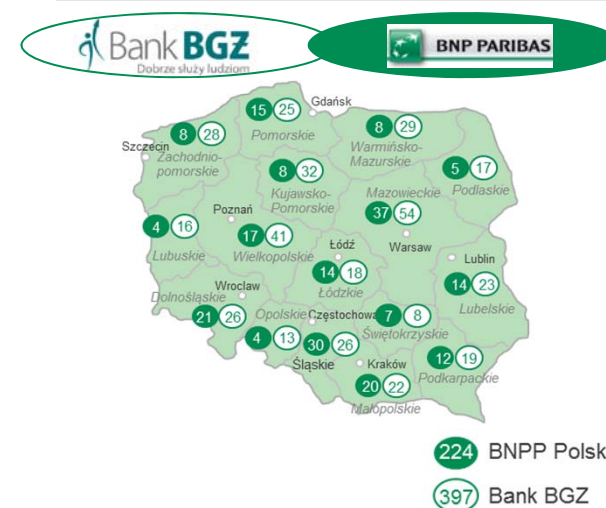 Bank BGŻ
Dobrze służy ludziom
BNP PARIBAS
Gdańsk
15 25
Pomorskie
8 28
Szczecin
Zachodnio-
pomorskie
8 29
Warmińsko-
Mazurskie
5 17
Podlaskie
8 32
Kujawsko-
Pomorskie
Mazowieckie
37 54
Warsaw
4 16
Lubuskie
Poznań
17 41
Wielkopolskie
Łódź
14 18
Łódzkie
Lublin
14 23
Lubelskie
Dolnośląskie
Wroclaw
21 26
Opolskie
4 13
Częstochowa
30 26
Śląskie
7 8
Świętokrzyskie
Kraków
20 22
Małopolskie
12 19
Podkarpackie
224 BNPP Polsk
397 Bank BGZ